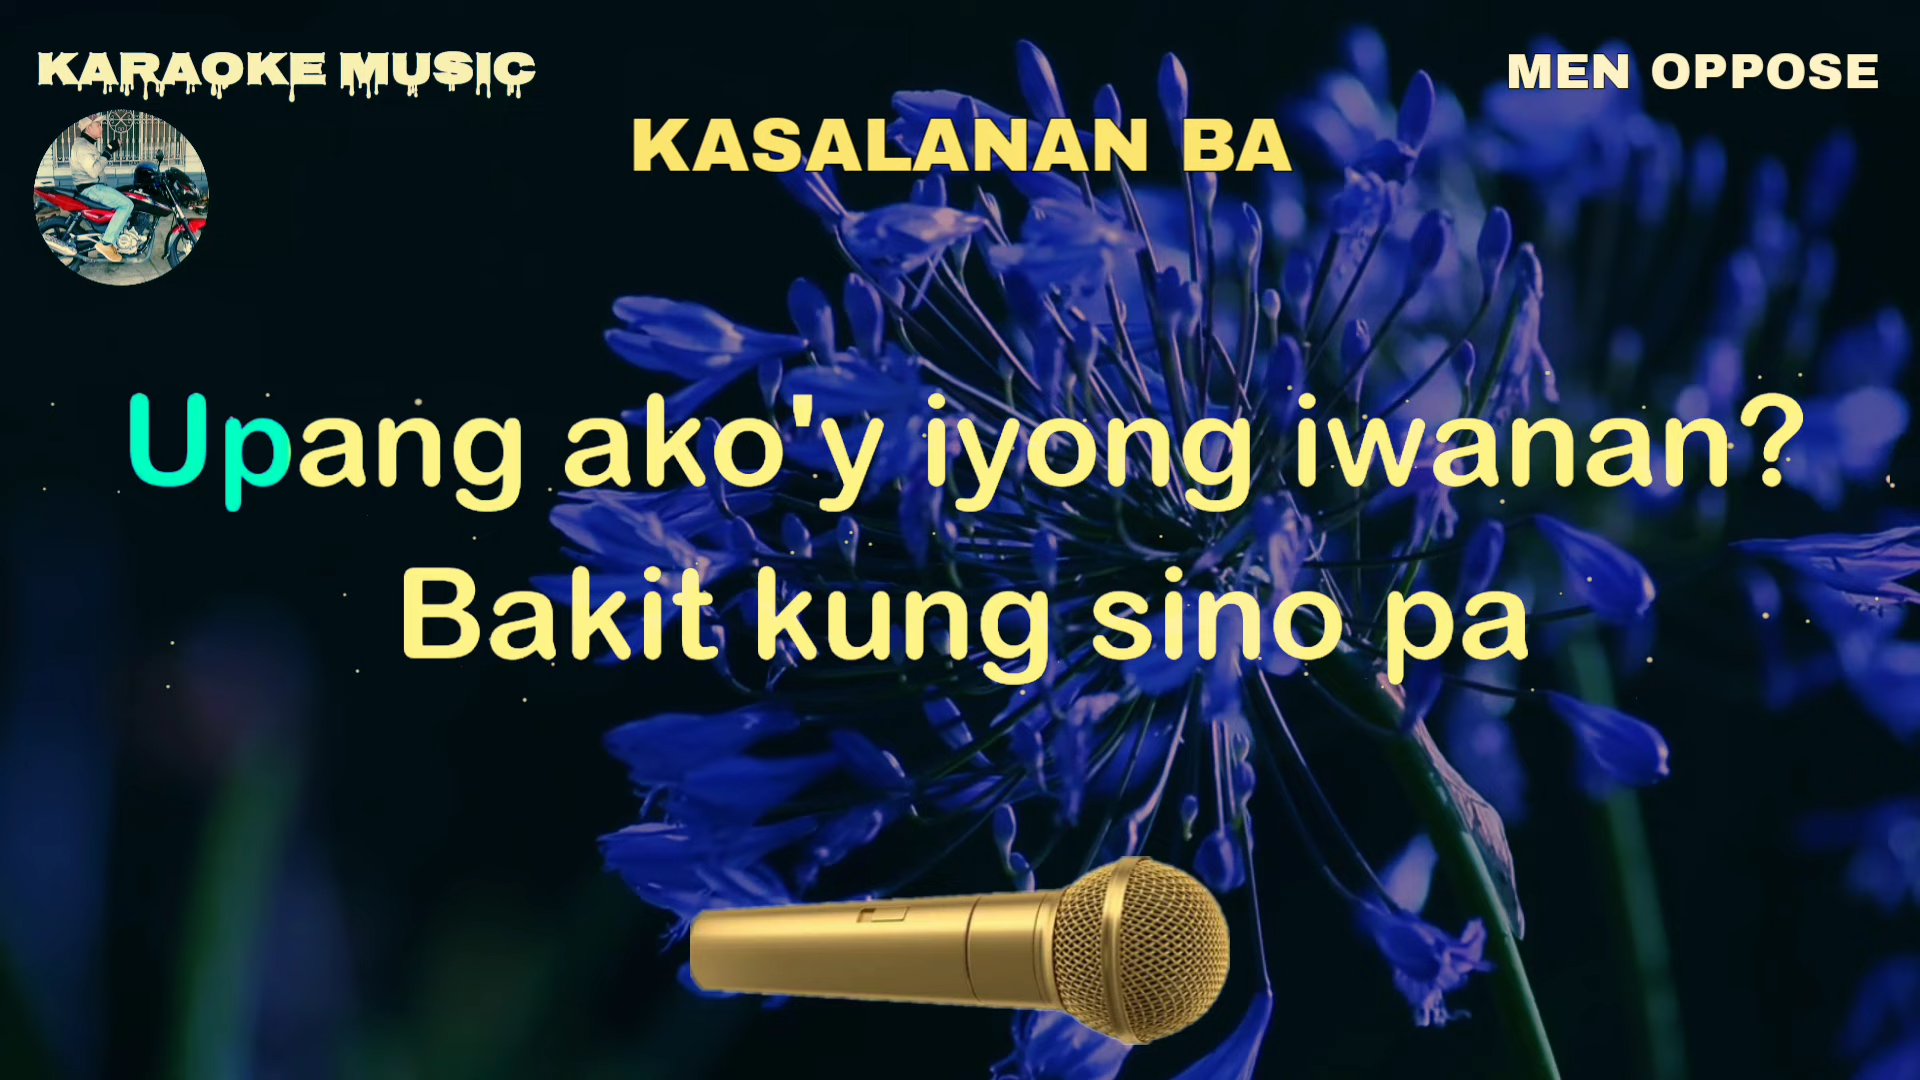 KARAOKE MUSIC
MEN OPPOSE
KASALANAN BA
Upang ako'y iyong iwanan?
Bakit kung sino pa